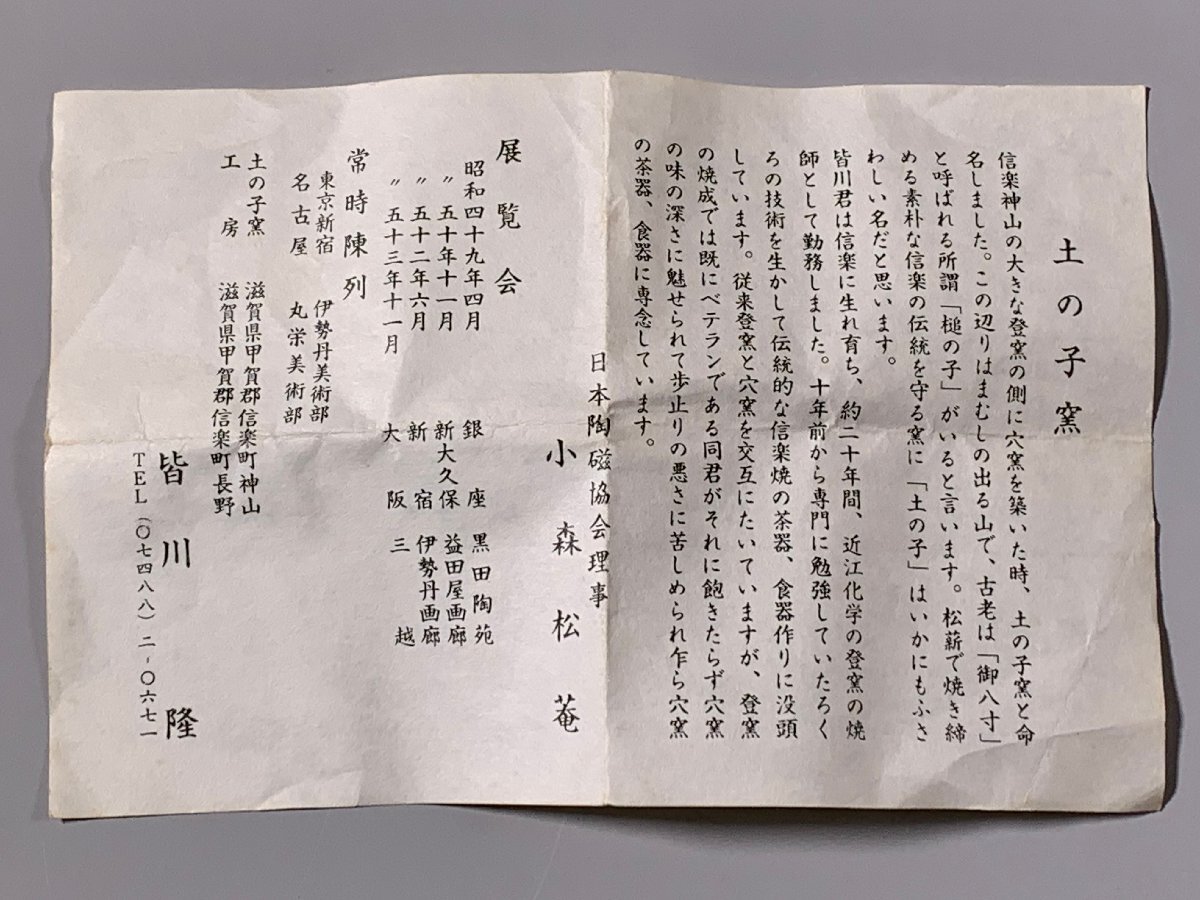 土の子窯
信楽神山の大きな登窯の側に穴窯を築いた時、土の子窯と命
名しました。この辺りはまむしの出る山で、古老は「御八寸」
と呼ばれる所謂「槌の子」がいると言います。松薪で焼き締
める素朴な信楽の伝統を守る窯に「土の子」はいかにもふさ
わしい名だと思います。
皆川君は信楽に生れ育ち、約二十年間、近江化学の登窯の焼
師として勤務しました。十年前から専門に勉強していたろく
ろの技術を生かして伝統的な信楽焼の茶器、食器作りに没頭
しています。従来登窯と穴窯を交互にたいていますが、登窯
の焼成では既にベテランである同君がそれに飽きたらず穴窯
の味の深さに魅せられて歩止りの悪さに苦しめられ乍ら穴窯
の茶器、食器に専念しています。
日本陶磁協会理事
小森松菴
展覧会
昭和四十九年四月 銀座 黒田陶苑
〃 五十年十一月 新大久保 益田屋画廊
〃 五十二年六月 新宿 伊勢丹画廊
〃 五十三年十一月 大阪 三越
常時陳列
東京新宿 伊勢丹美術部
名古屋 丸栄美術部
土の子窯 滋賀県甲賀郡信楽町神山
工房 滋賀県甲賀郡信楽町長野
皆川隆
TEL(〇七四八八)二-〇六七一